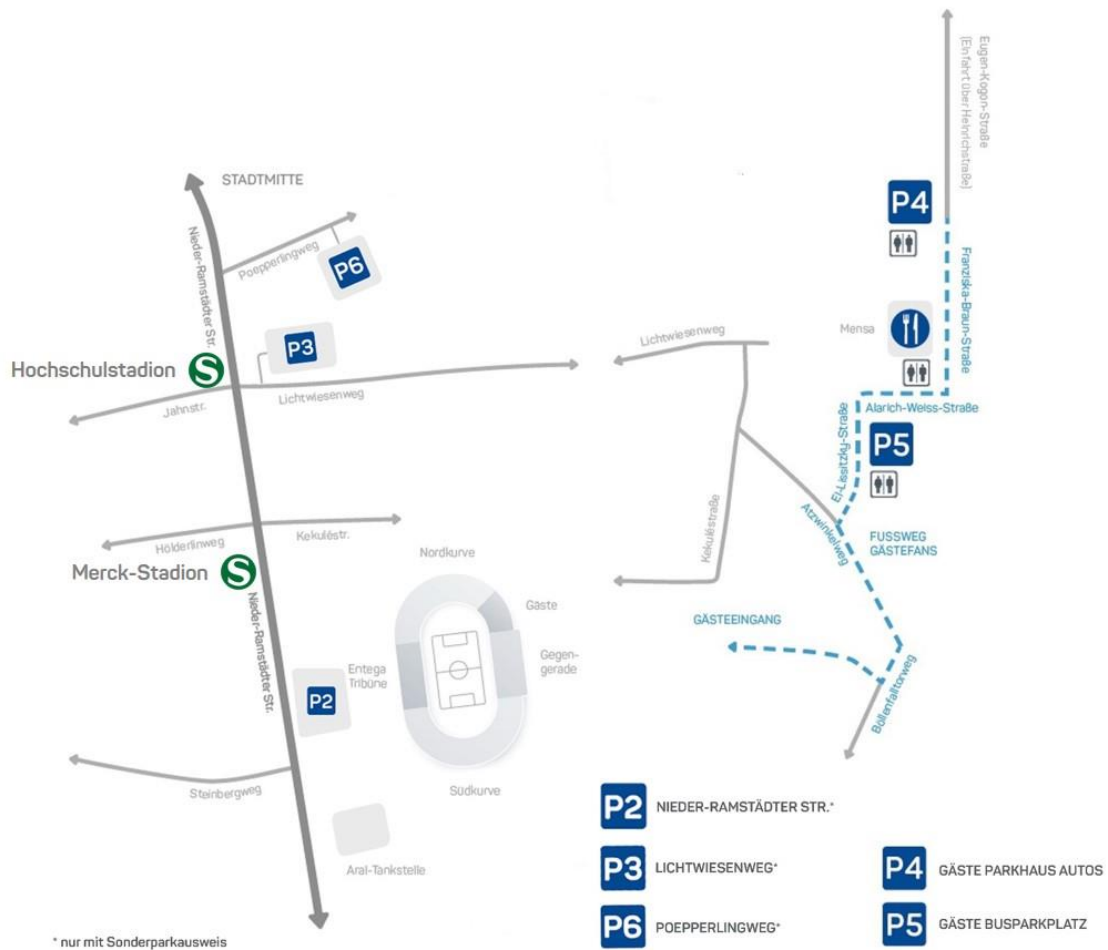 Eugen-Kogon-Straße
(Einfahrt über Heinrichstraße)
STADTMITTE
P4
Nieder-Ramstädter Str.
Poepperlingweg
P6
Franziska-Braun-Straße
Mensa
Lichtwiesenweg
P3
Hochschulstadion
S
Jahnstr.
Lichtwiesenweg
Alarich-Weiss-Straße
El-Lissitzky-Straße
P5
Kekuléstraße
Atzwinkelweg
FUSSWEG
GÄSTEFANS
Hölderlinweg
Kekuléstr.
Merck-Stadion
S
Nordkurve
Gäste
GÄSTEEINGANG
Nieder-Ramstädter Str.
Gegen-
gerade
Entega
Tribüne
P2
Böllenfalltorweg
Steinbergweg
Südkurve
Aral-Tankstelle
P2 NIEDER-RAMSTÄDTER STR.*
P3 LICHTWIESENWEG*
P4 GÄSTE PARKHAUS AUTOS
P6 POEPPERLINGWEG*
P5 GÄSTE BUSPARKPLATZ
* nur mit Sonderparkausweis